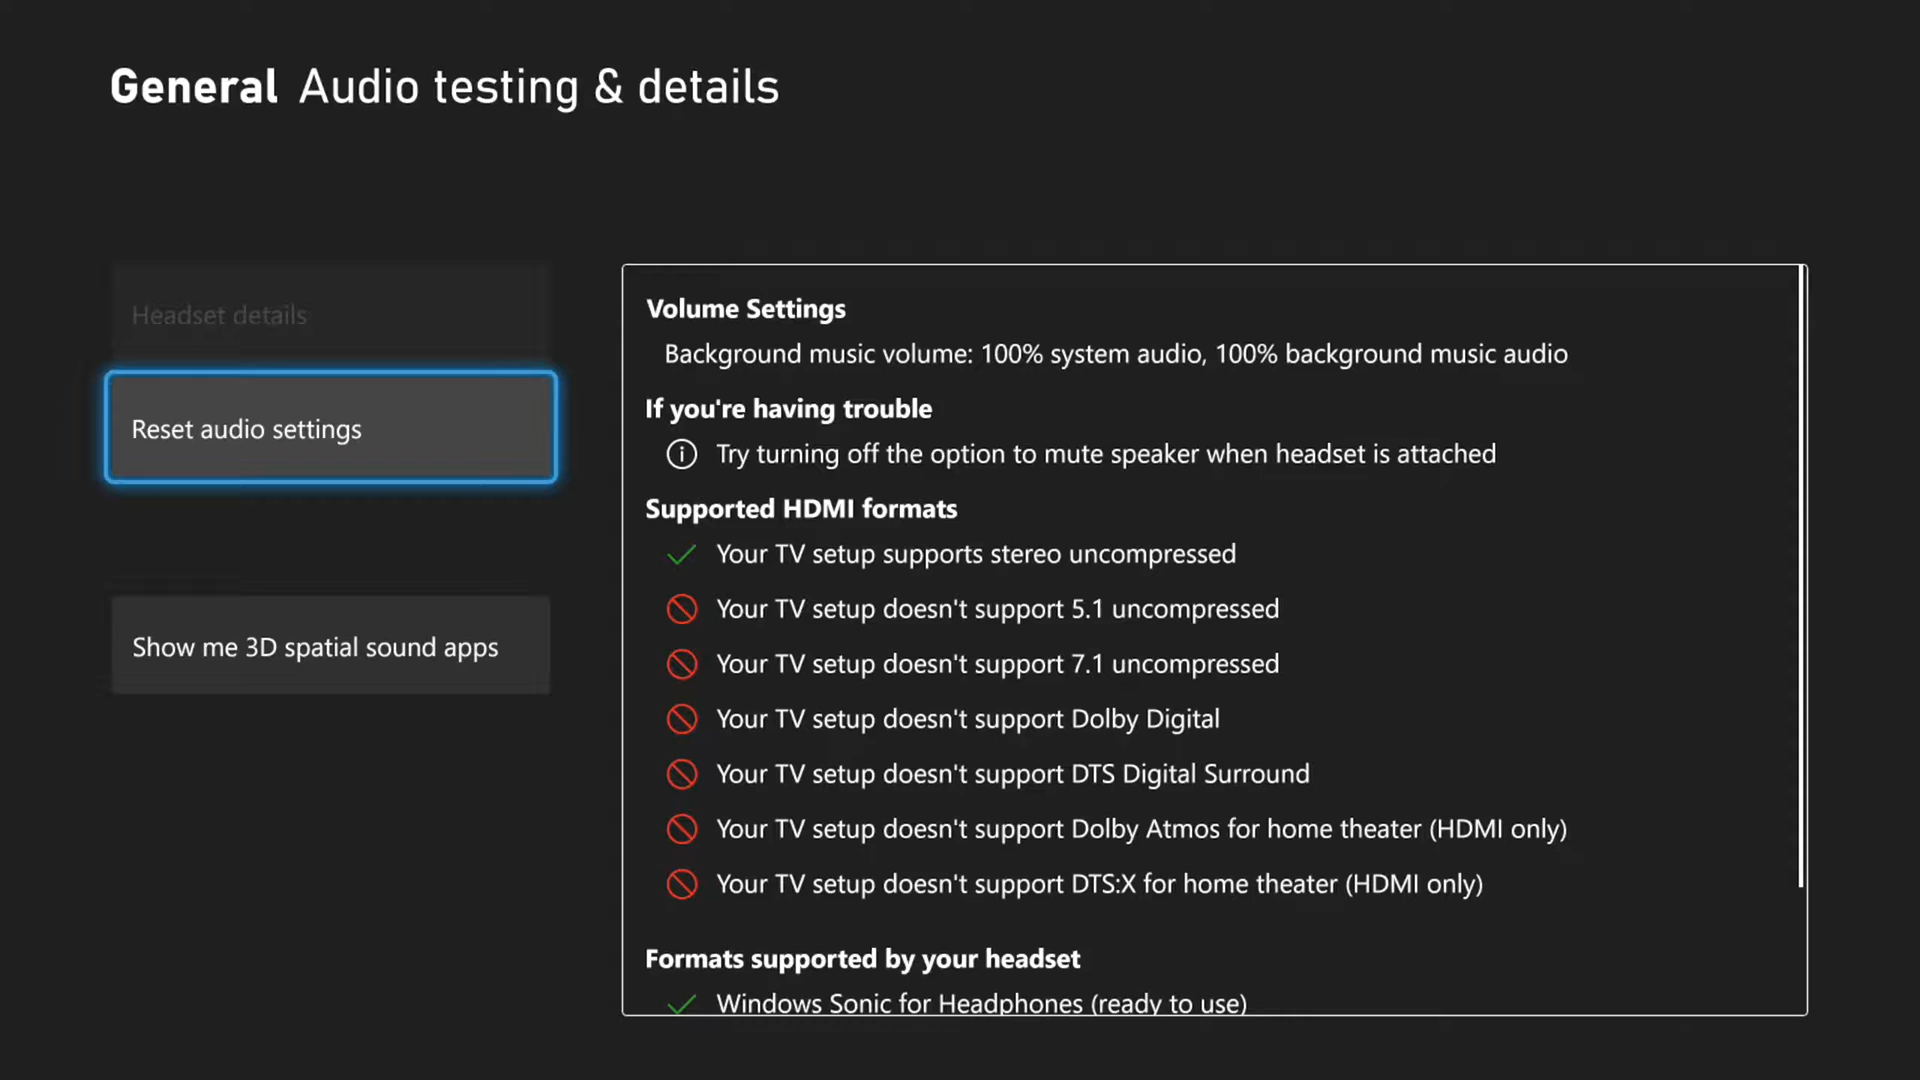 General Audio testing & details
Headset details
Reset audio settings
Show me 3D spatial sound apps
Volume Settings
Background music volume: 100% system audio, 100% background music audio
If you're having trouble
Try turning off the option to mute speaker when headset is attached
Supported HDMI formats
Your TV setup supports stereo uncompressed
Your TV setup doesn't support 5.1 uncompressed
Your TV setup doesn't support 7.1 uncompressed
Your TV setup doesn't support Dolby Digital
Your TV setup doesn't support DTS Digital Surround
Your TV setup doesn't support Dolby Atmos for home theater (HDMI only)
Your TV setup doesn't support DTS:X for home theater (HDMI only)
Formats supported by your headset
Windows Sonic for Headphones (ready to use)